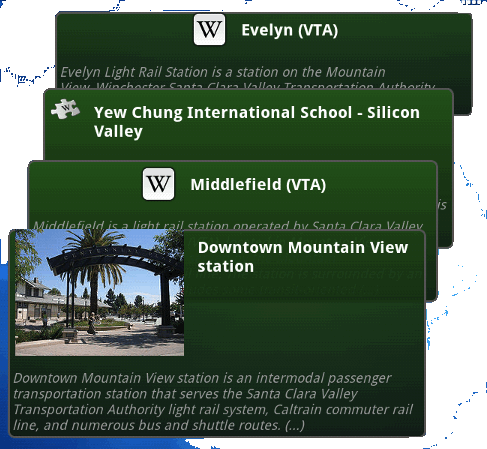 W Evelyn (VTA)
Evelyn Light Rail Station is a station on the Mountain
View, Winchester Santa Clara Valley Transportation Authority
Yew Chung International School - Silicon
Valley
is
W Middlefield (VTA)
Middlefield is a light rail station operated by Santa Clara Valley
Downtown Mountain View
station
Downtown Mountain View station is an intermodal passenger
transportation station that serves the Santa Clara Valley
Transportation Authority light rail system, Caltrain commuter rail
line, and numerous bus and shuttle routes. (...)